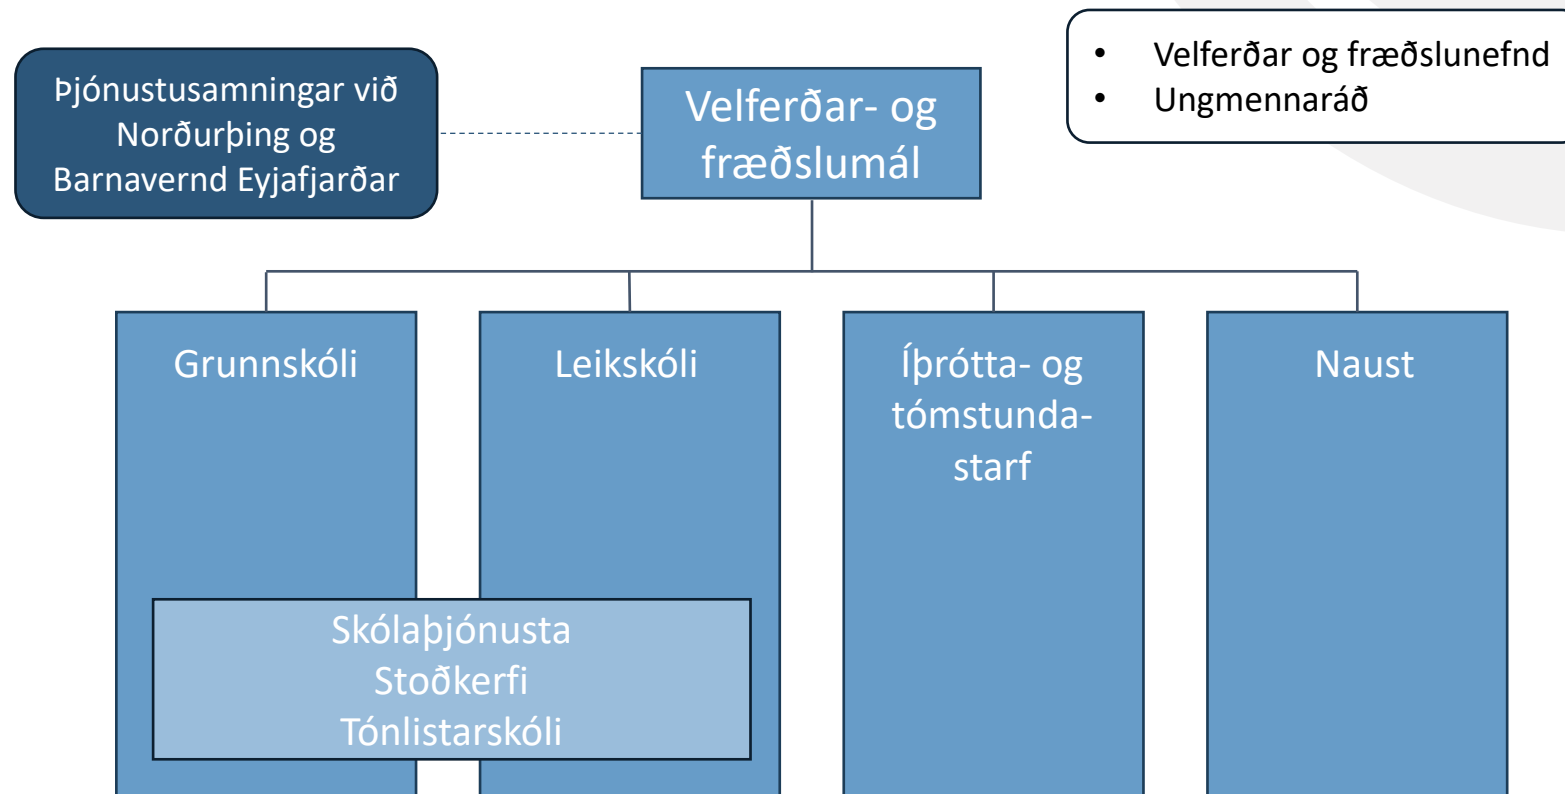 Þjónustusamningar við
Norðurþing og
Barnavernd Eyjafjarðar
Velferðar- og
fræðslumál
• Velferðar og fræðslunefnd
• Ungmennaráð
Grunnskóli
Leikskóli
Íþrótta- og
tómstunda-
starf
Naust
Skólaþjónusta
Stoðkerfi
Tónlistarskóli